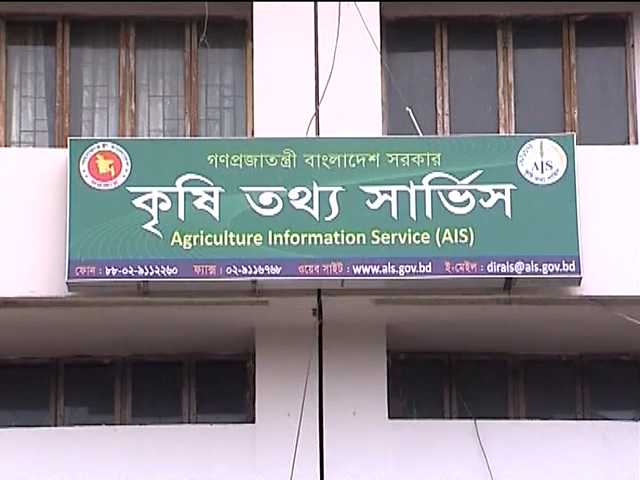 গণপ্রজাতন্ত্রী বাংলাদেশ সরকার
কৃষি তথ্য সার্ভিস
Agriculture Information Service (AIS)
ফোন : ৮৮-০২-৯১১২২৬০ ফ্যাক্স : ০২-৯১১৬৭৬৮ ওয়েব সাইট : www.ais.gov.bd ই-মেইল : dirais@ais.gov.bd
AIS